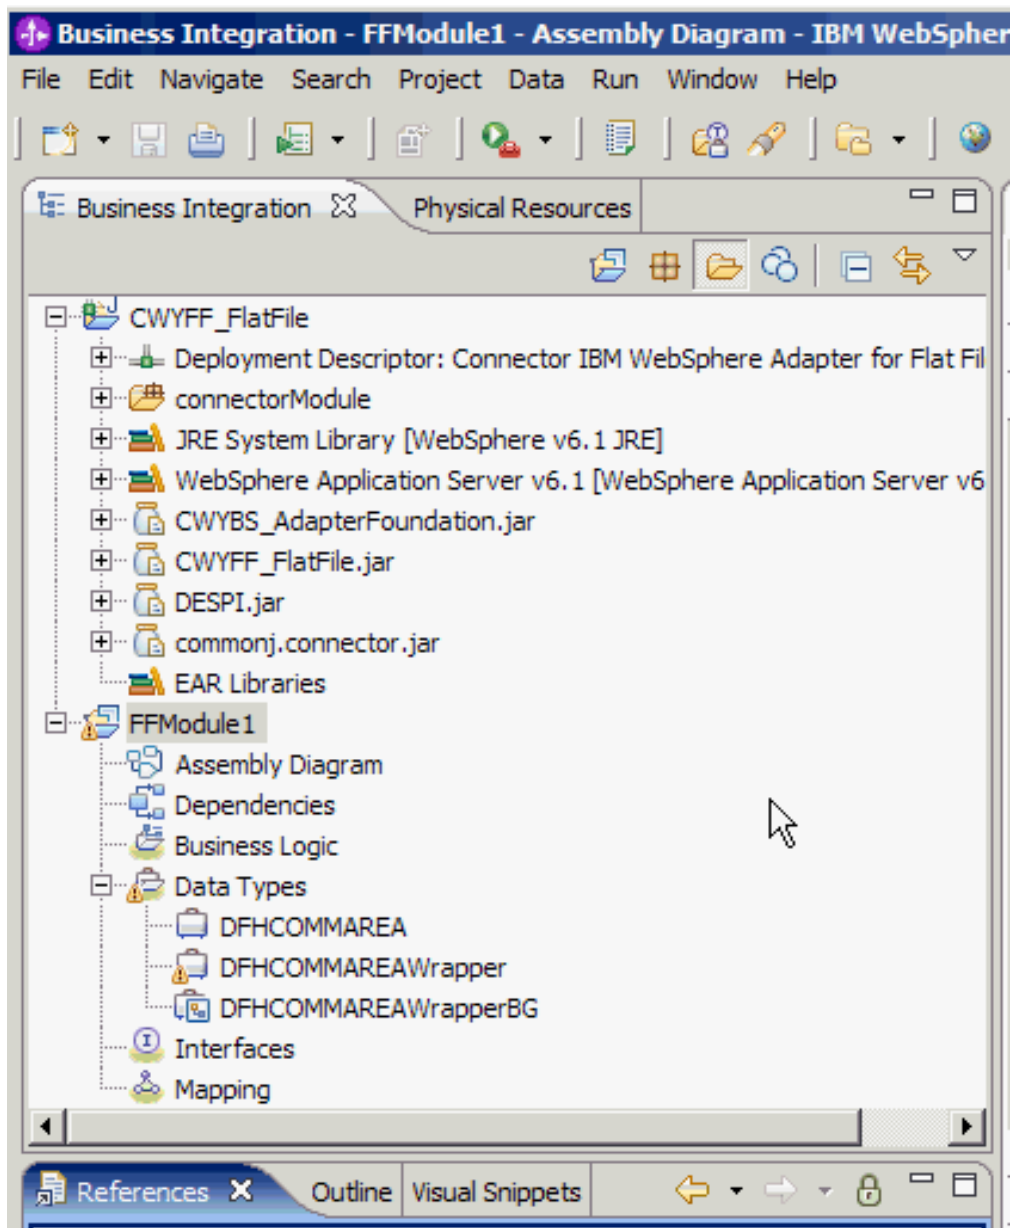 Business Integration - FFModule1 - Assembly Diagram - IBM WebSpher
File Edit Navigate Search Project Data Run Window Help
Business Integration Physical Resources
CWYFF_FlatFile
Deployment Descriptor: Connector IBM WebSphere Adapter for Flat Fil
connectorModule
JRE System Library [WebSphere v6.1 JRE]
WebSphere Application Server v6.1 [WebSphere Application Server v6
CWYBS_AdapterFoundation.jar
CWYFF_FlatFile.jar
DESPI.jar
commonj.connector.jar
EAR Libraries
FFModule1
Assembly Diagram
Dependencies
Business Logic
Data Types
DFHCOMMAREA
DFHCOMMAREAWrapper
DFHCOMMAREAWrapperBG
Interfaces
Mapping
References Outline Visual Snippets